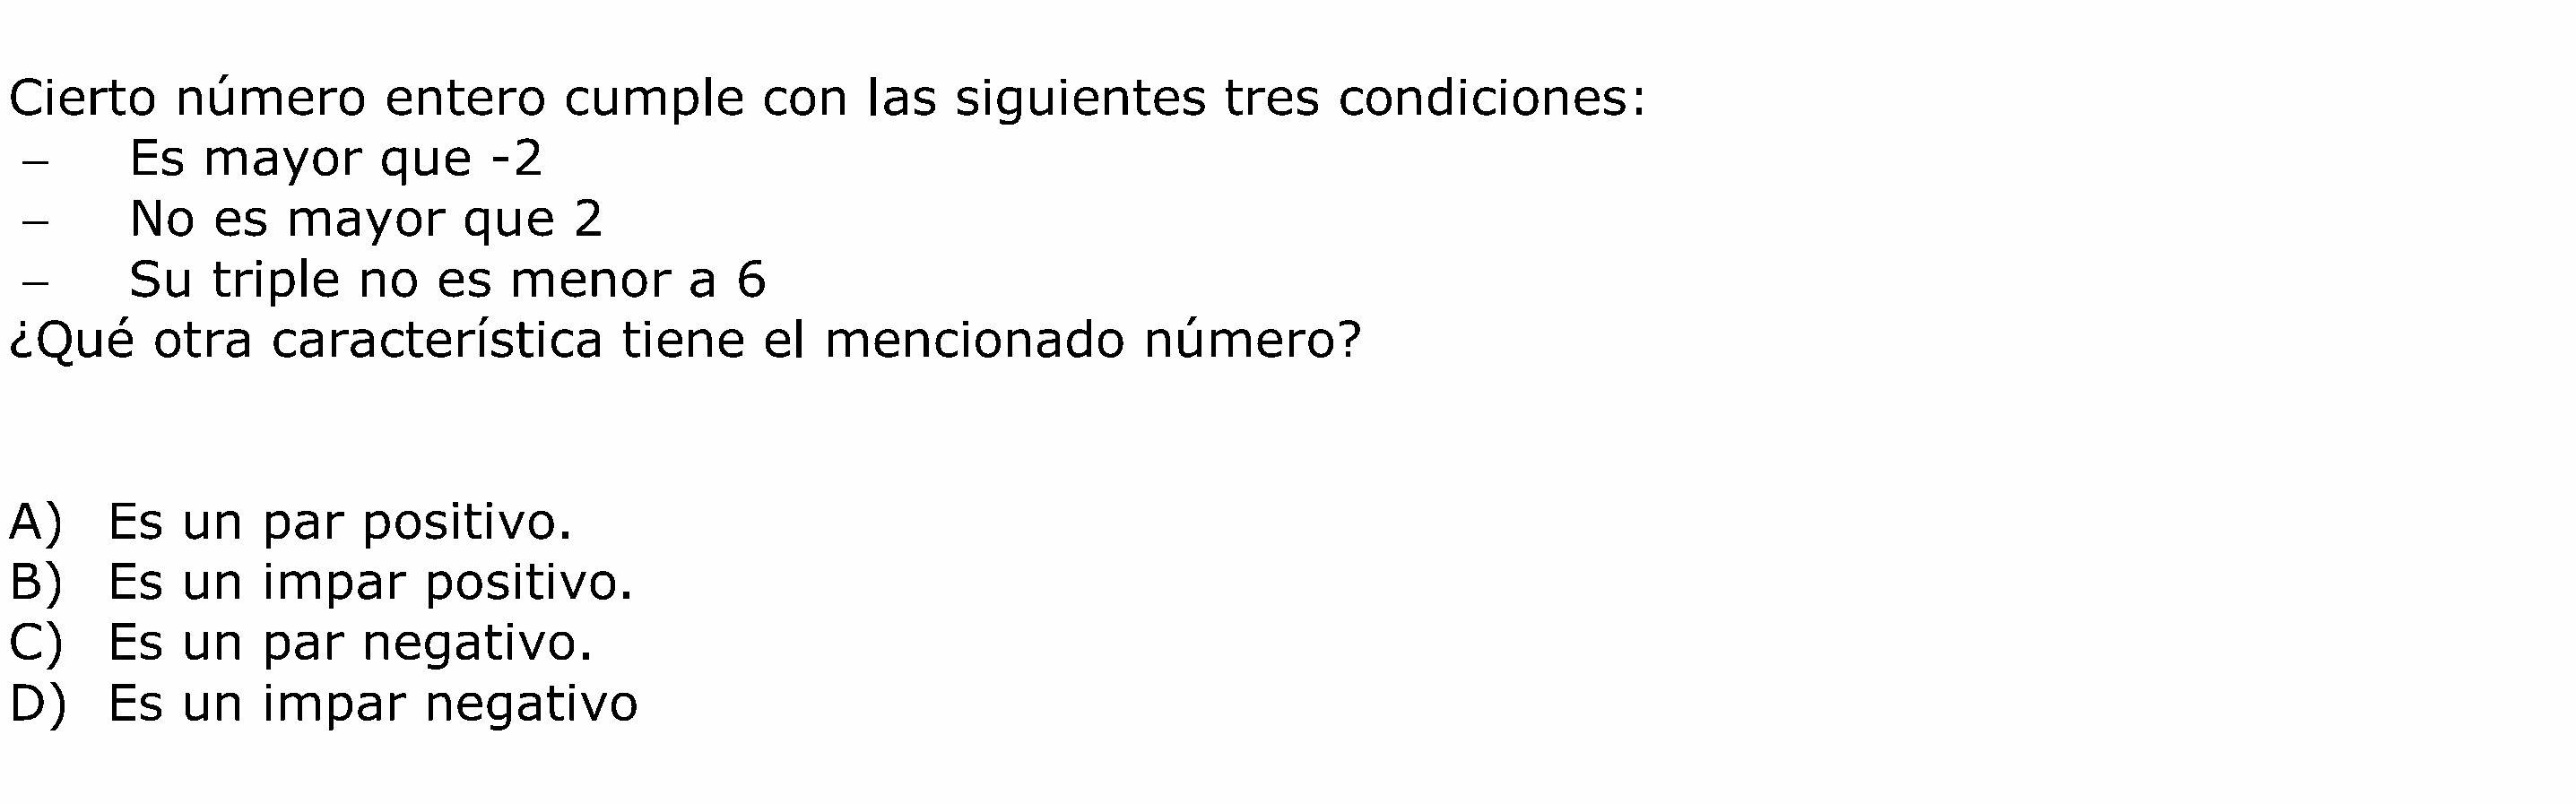 Cierto número entero cumple con las siguientes tres condiciones:
– Es mayor que -2
– No es mayor que 2
– Su triple no es menor a 6
¿Qué otra característica tiene el mencionado número?
A) Es un par positivo.
B) Es un impar positivo.
C) Es un par negativo.
D) Es un impar negativo